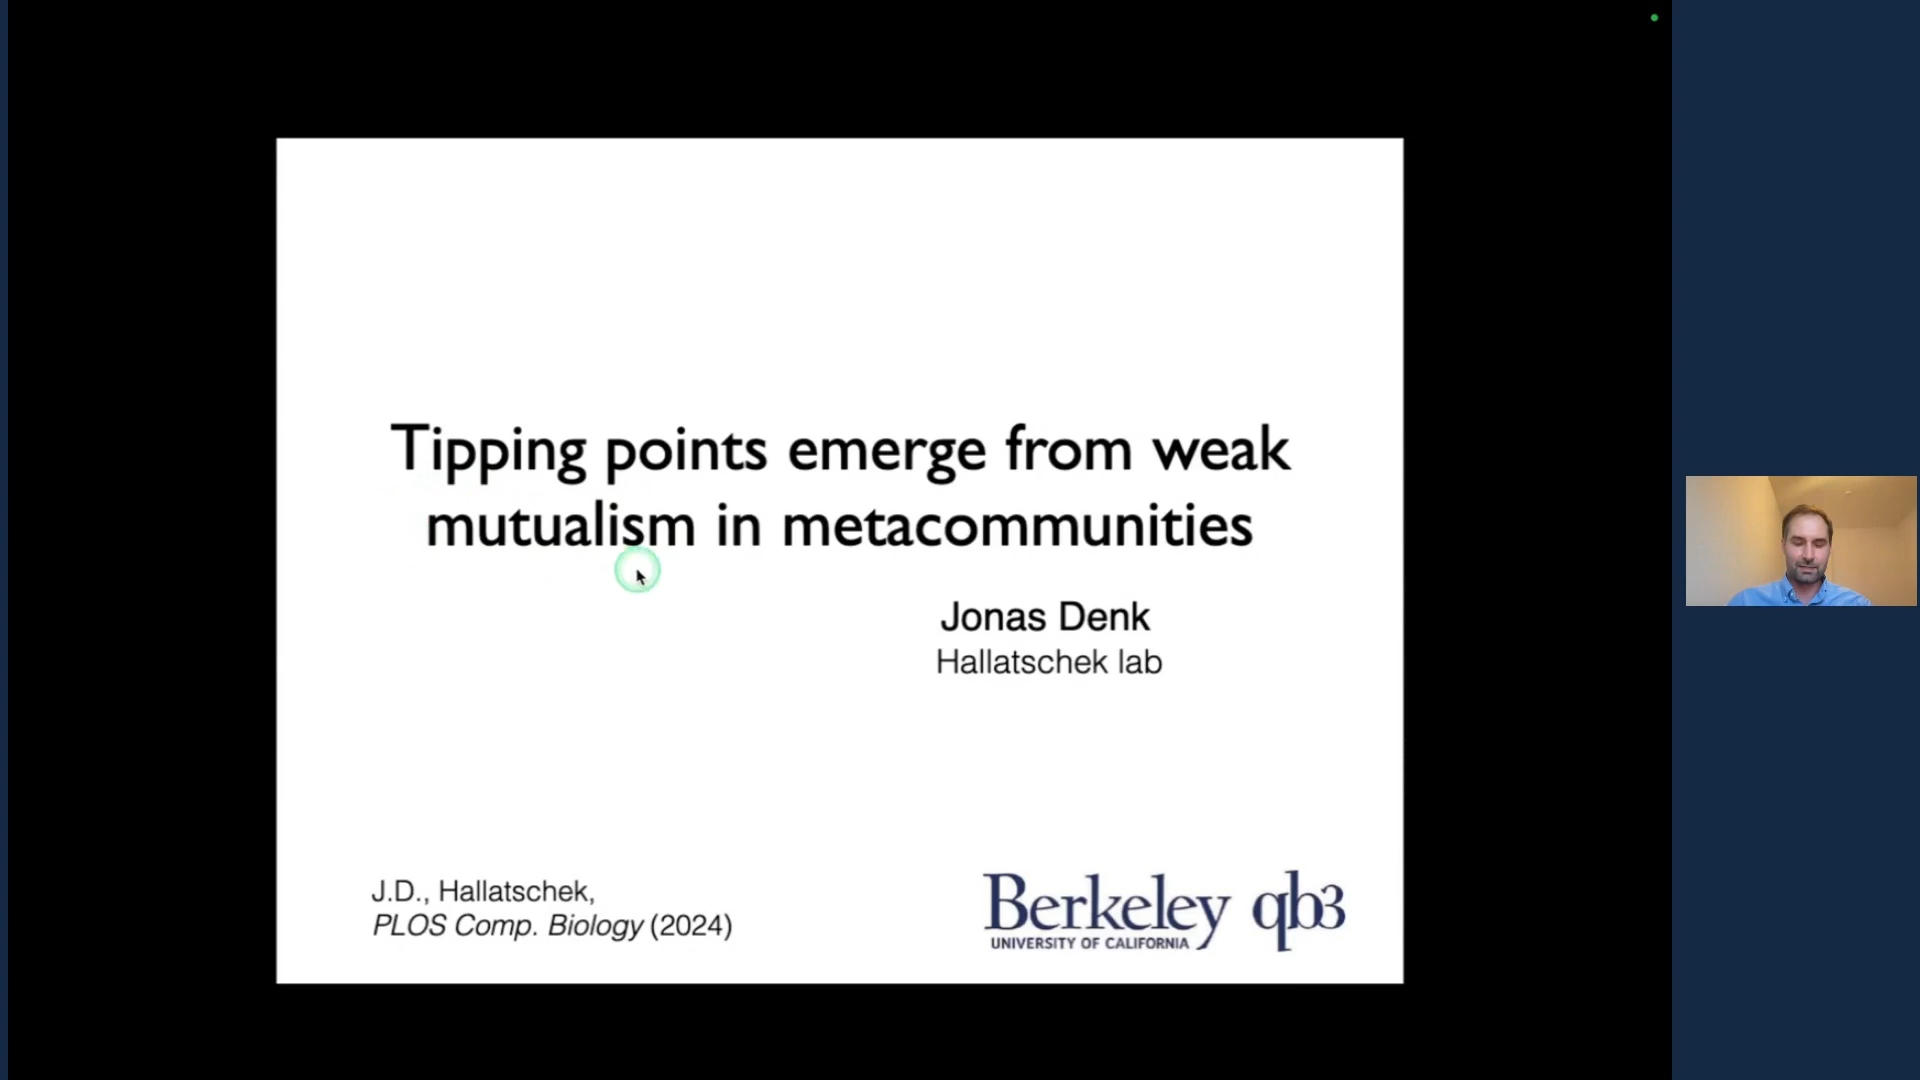 Tipping points emerge from weak
mutualism in metacommunities
Jonas Denk
Hallatschek lab
J.D., Hallatschek,
PLOS Comp. Biology (2024)
Berkeley qb3
UNIVERSITY OF CALIFORNIA